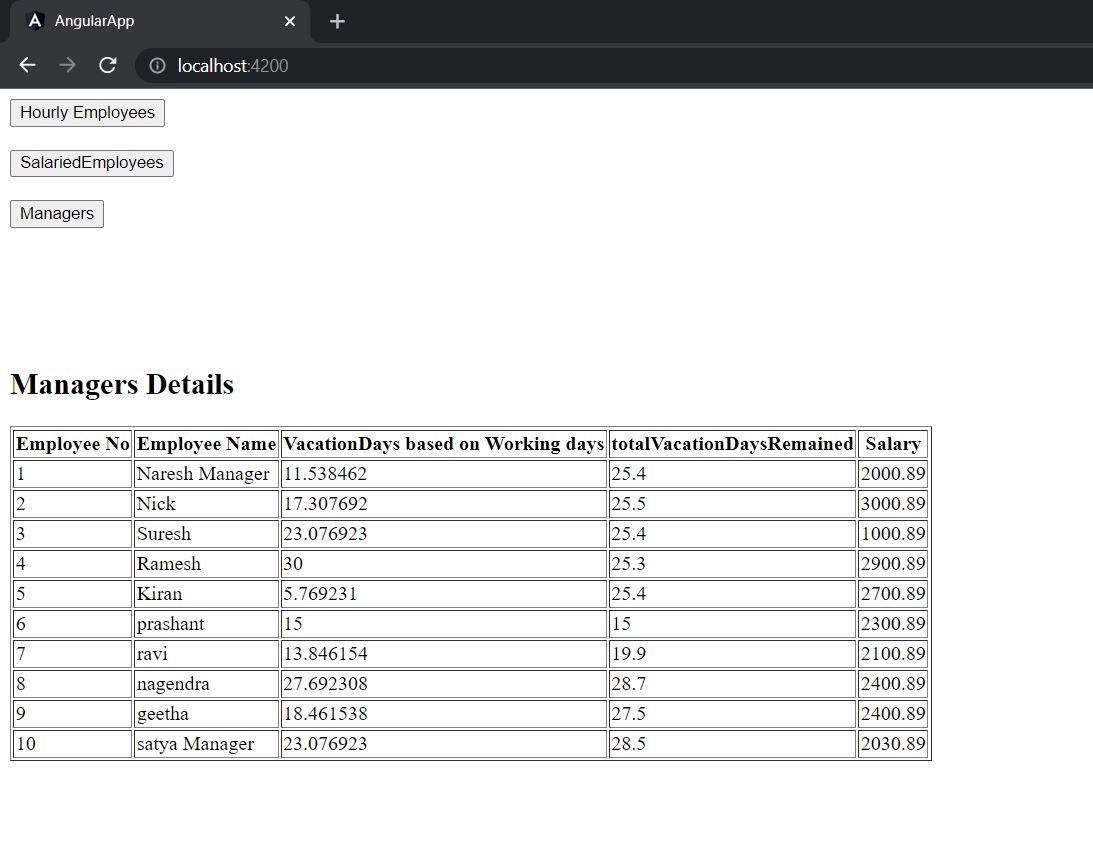 AngularApp
localhost:4200
Hourly Employees
SalariedEmployees
Managers
Managers Details
Employee No Employee Name VacationDays based on Working days totalVacationDaysRemained Salary
1 Naresh Manager 11.538462 25.4 2000.89
2 Nick 17.307692 25.5 3000.89
3 Suresh 23.076923 25.4 1000.89
4 Ramesh 30 25.3 2900.89
5 Kiran 5.769231 25.4 2700.89
6 prashant 15 15 2300.89
7 ravi 13.846154 19.9 2100.89
8 nagendra 27.692308 28.7 2400.89
9 geetha 18.461538 27.5 2400.89
10 satya Manager 23.076923 28.5 2030.89